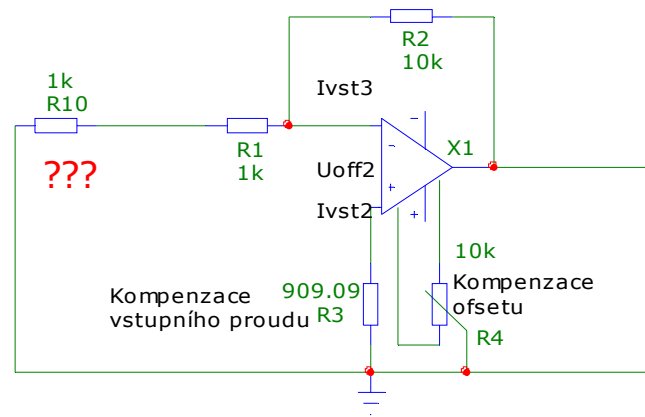 R2
10k
1k
R10
Ivst3
R1
1k
X1
???
Uoff2
Ivst2
10k
Kompenzace
ofsetu
909.09
R3
Kompenzace
vstupního proudu
R4